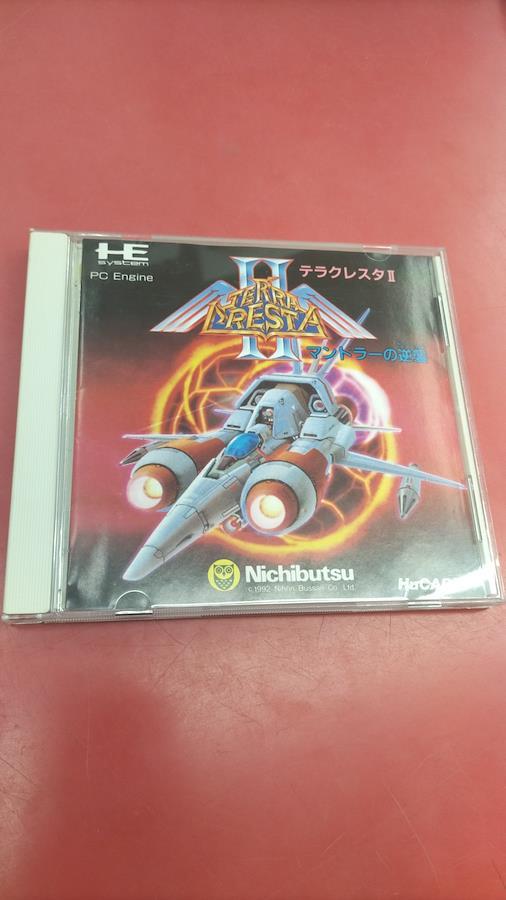 HE
system
PC Engine
テラクレスタII
II
TERRA
CRESTA
マントラーの逆襲
Nichibutsu
©1992 Nihon Bussan Co. Ltd.